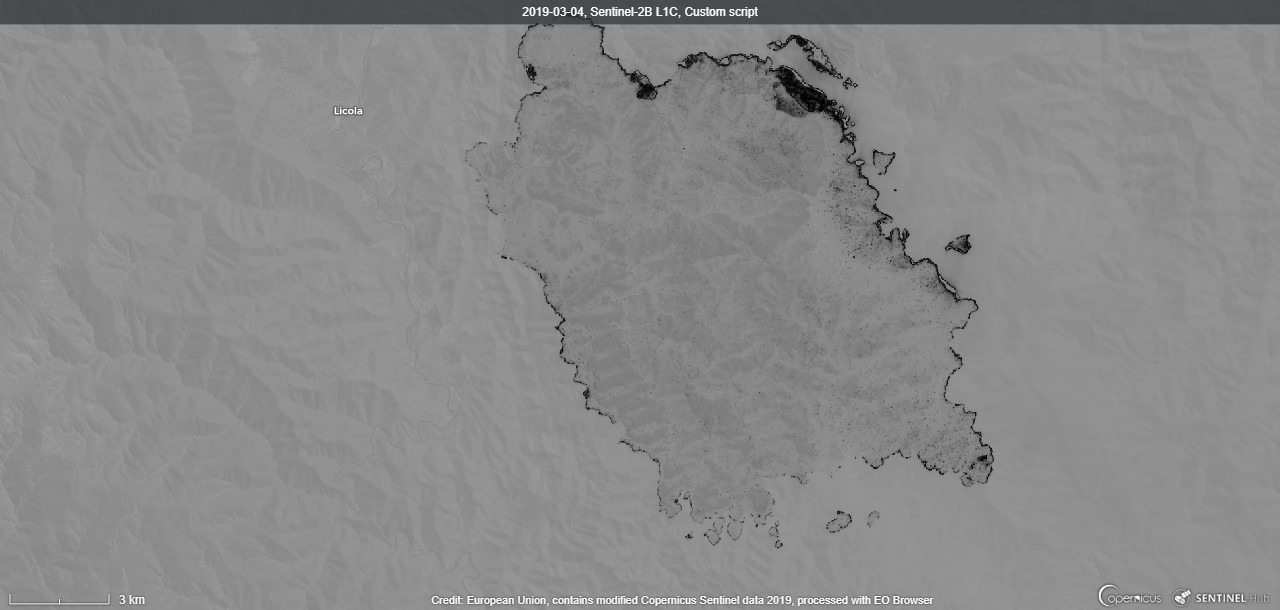 2019-03-04, Sentinel-2B L1C, Custom script
Licola
3 km
Credit: European Union, contains modified Copernicus Sentinel data 2019, processed with EO Browser
opernicus
SENTINEL Hub